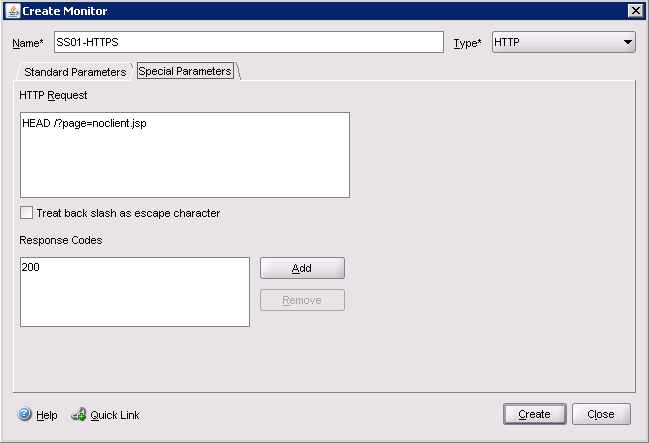 Create Monitor
Name* SS01-HTTPS Type* HTTP
Standard Parameters Special Parameters
HTTP Request
HEAD /?page=noclient.jsp
Treat back slash as escape character
Response Codes
200
Add
Remove
Help Quick Link Create Close